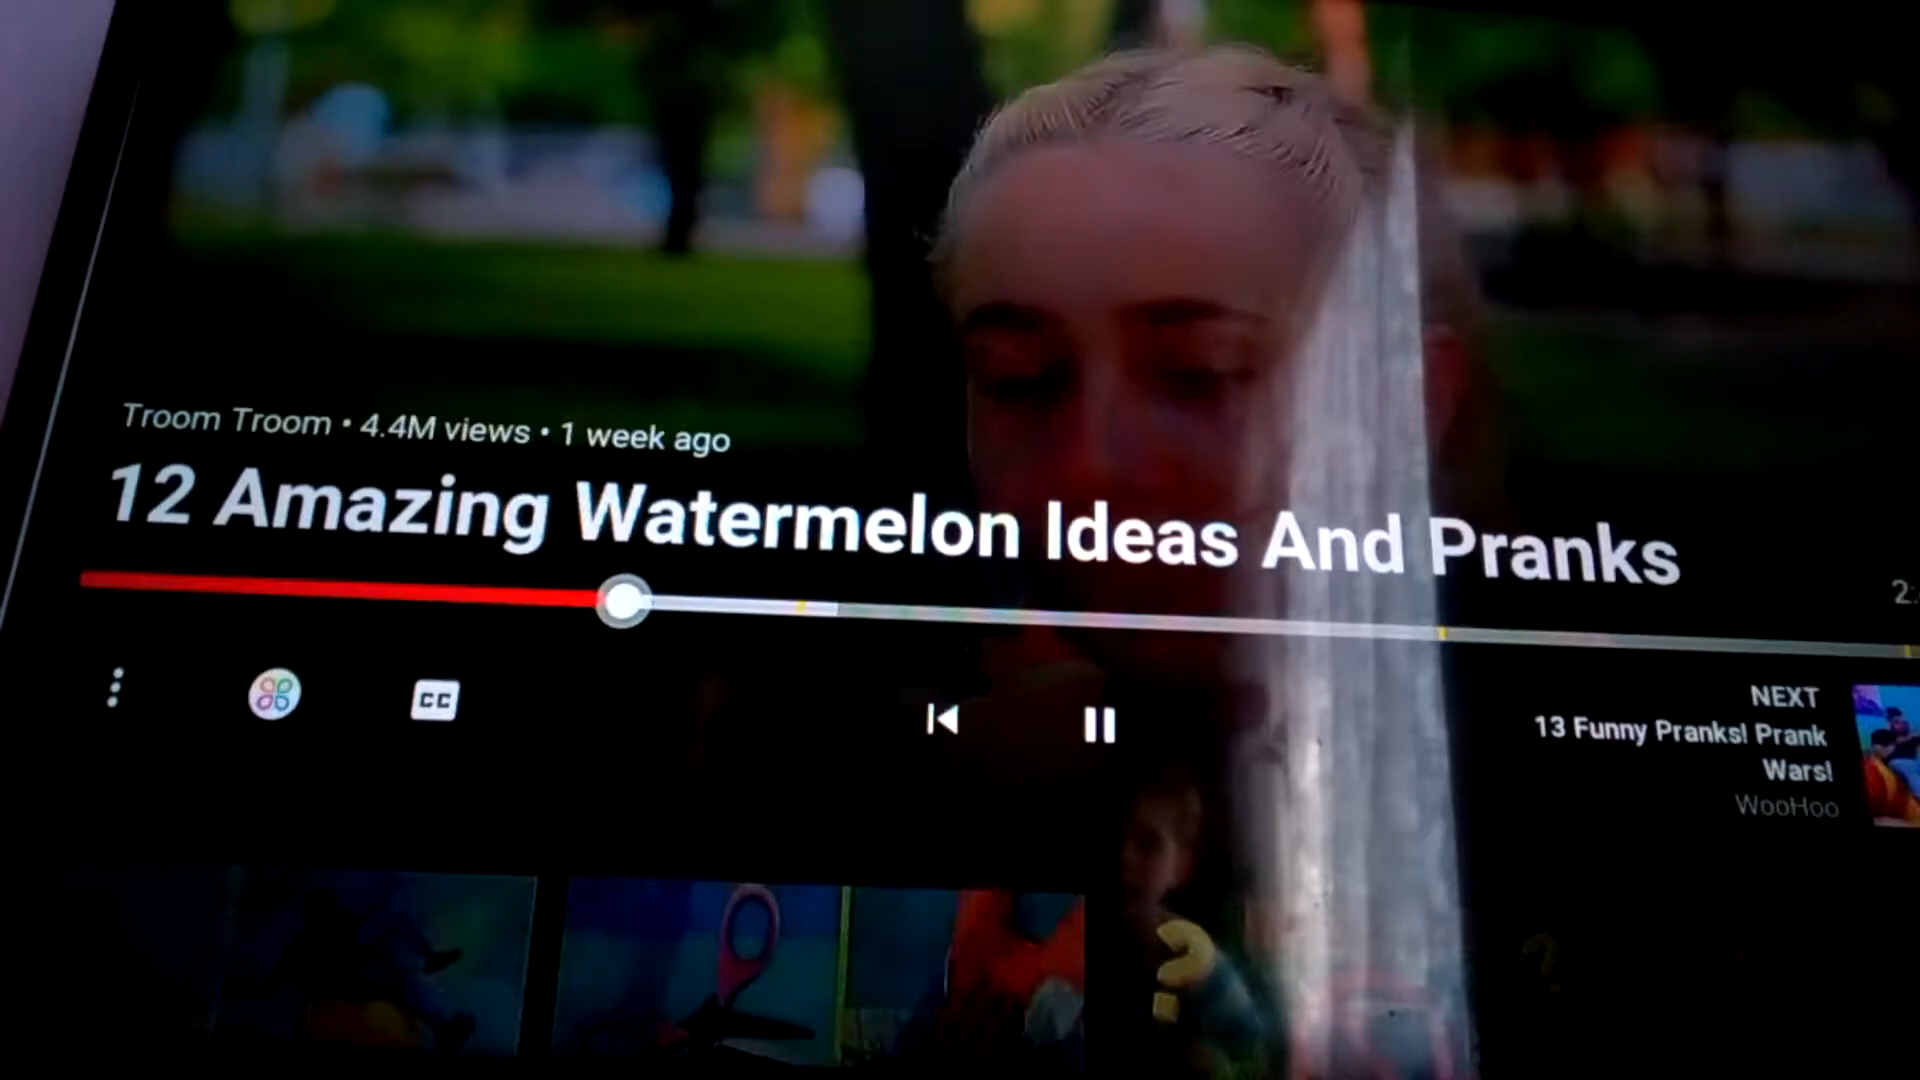 Troom Troom • 4.4M views • 1 week ago
12 Amazing Watermelon Ideas And Pranks
2:
CC
NEXT
13 Funny Pranks! Prank
Wars!
WooHoo